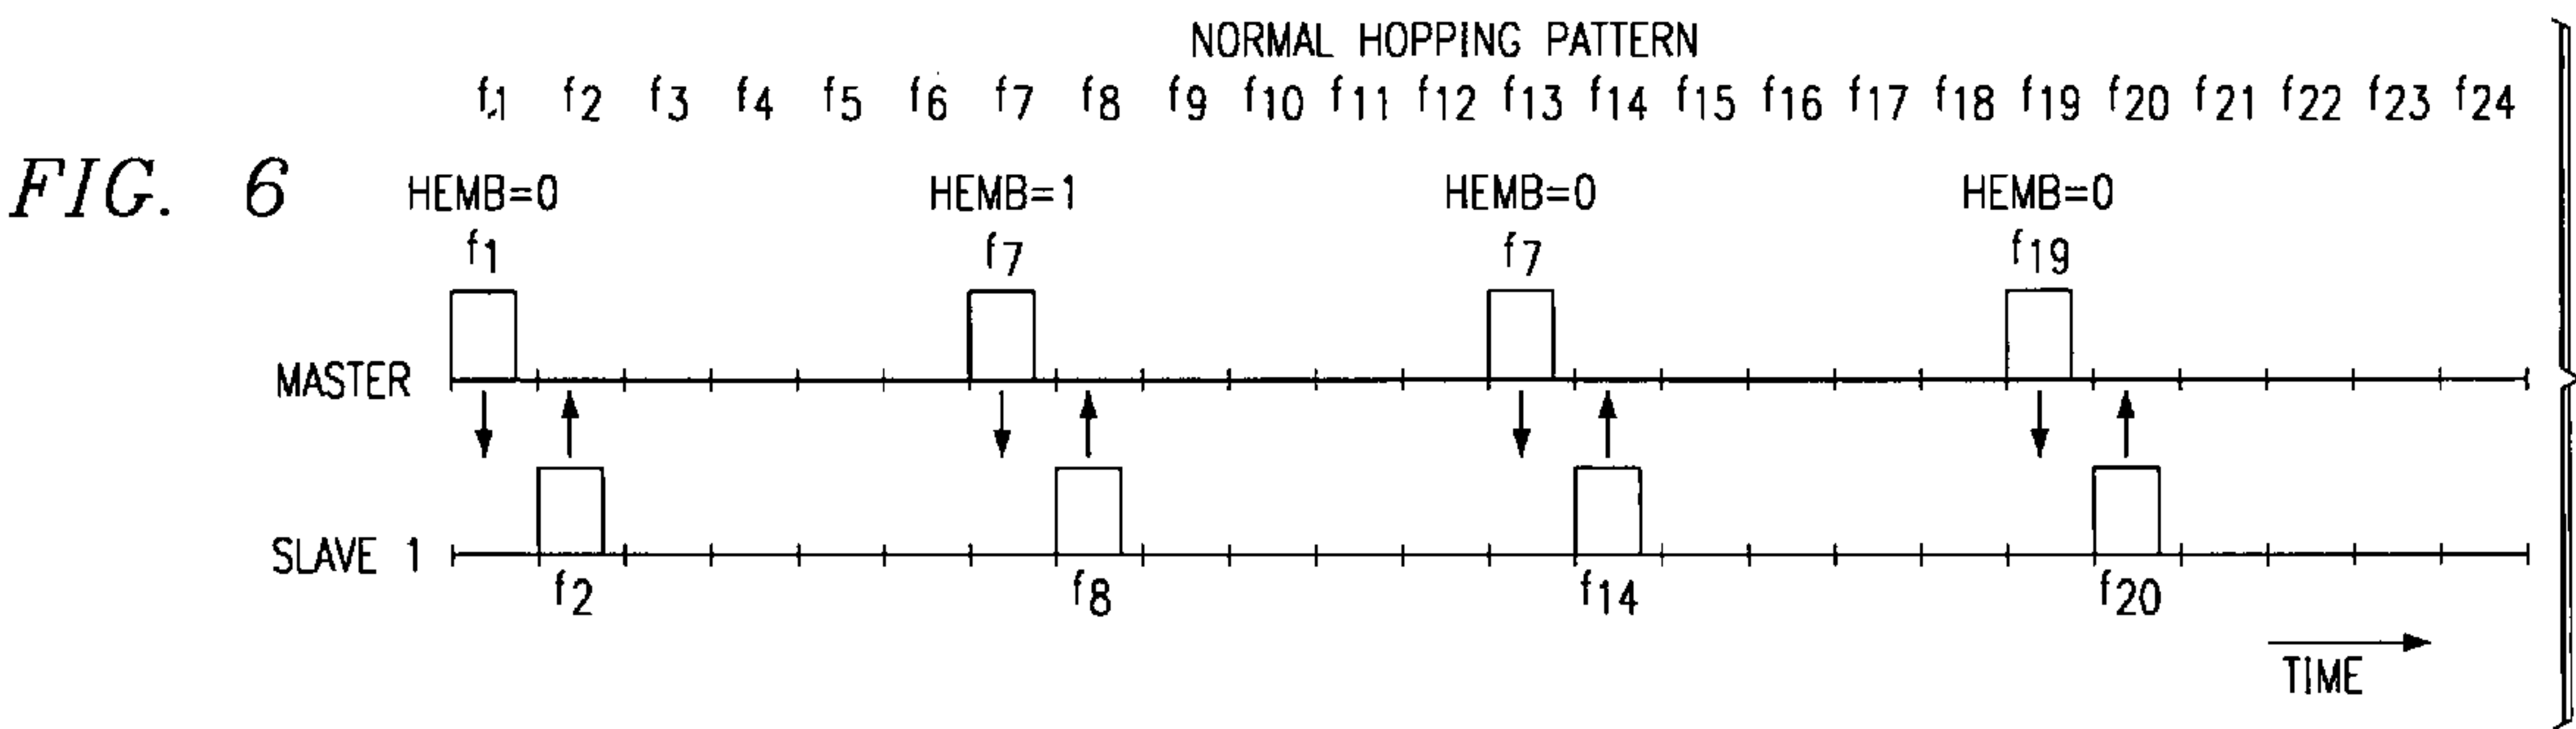 NORMAL HOPPING PATTERN
f1 f2 f3 f4 f5 f6 f7 f8 f9 f10 f11 f12 f13 f14 f15 f16 f17 f18 f19 f20 f21 f22 f23 f24
FIG. 6
HEMB=0 HEMB=1 HEMB=0 HEMB=0
f1 f7 f7 f19
MASTER
SLAVE 1
f2 f8 f14 f20
TIME